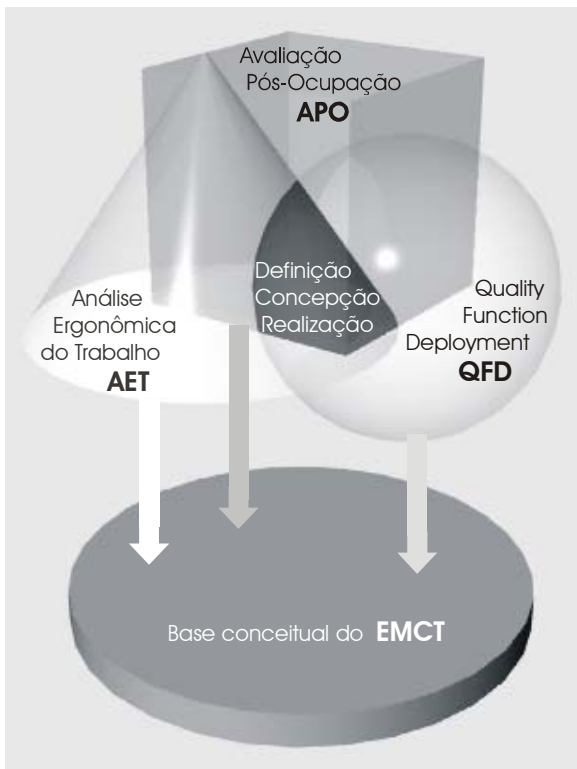 Avaliação
Pós-Ocupação
APO
Definição
Concepção
Realização
Análise
Ergonômica
do Trabalho
AET
Quality
Function
Deployment
QFD
Base conceitual do EMCT